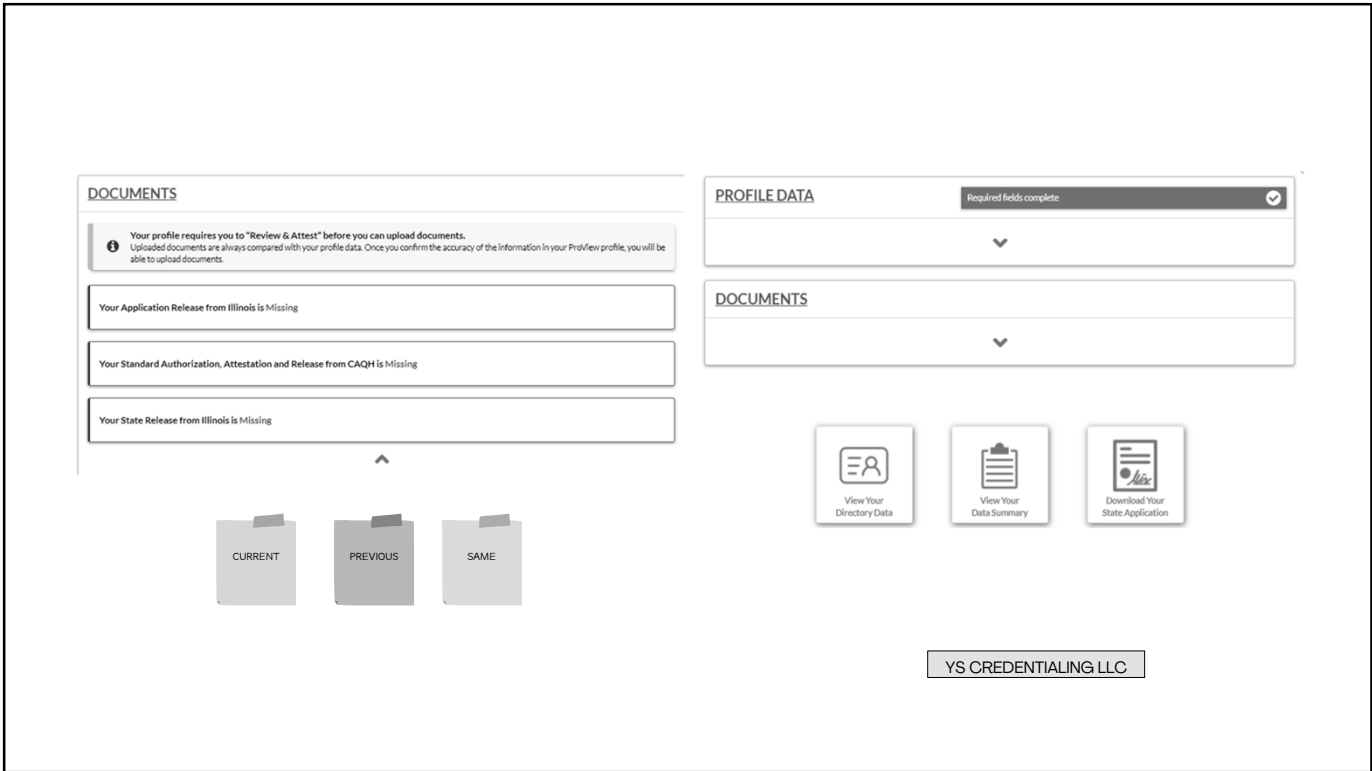 DOCUMENTS
Your profile requires you to "Review & Attest" before you can upload documents.
Uploaded documents are always compared with your profile data. Once you confirm the accuracy of the information in your ProView profile, you will be
able to upload documents.
Your Application Release from Illinois is Missing
Your Standard Authorization, Attestation and Release from CAQH is Missing
Your State Release from Illinois is Missing
CURRENT
PREVIOUS
SAME
PROFILE DATA
Required fields complete
DOCUMENTS
View Your
Directory Data
View Your
Data Summary
Download Your
State Application
YS CREDENTIALING LLC